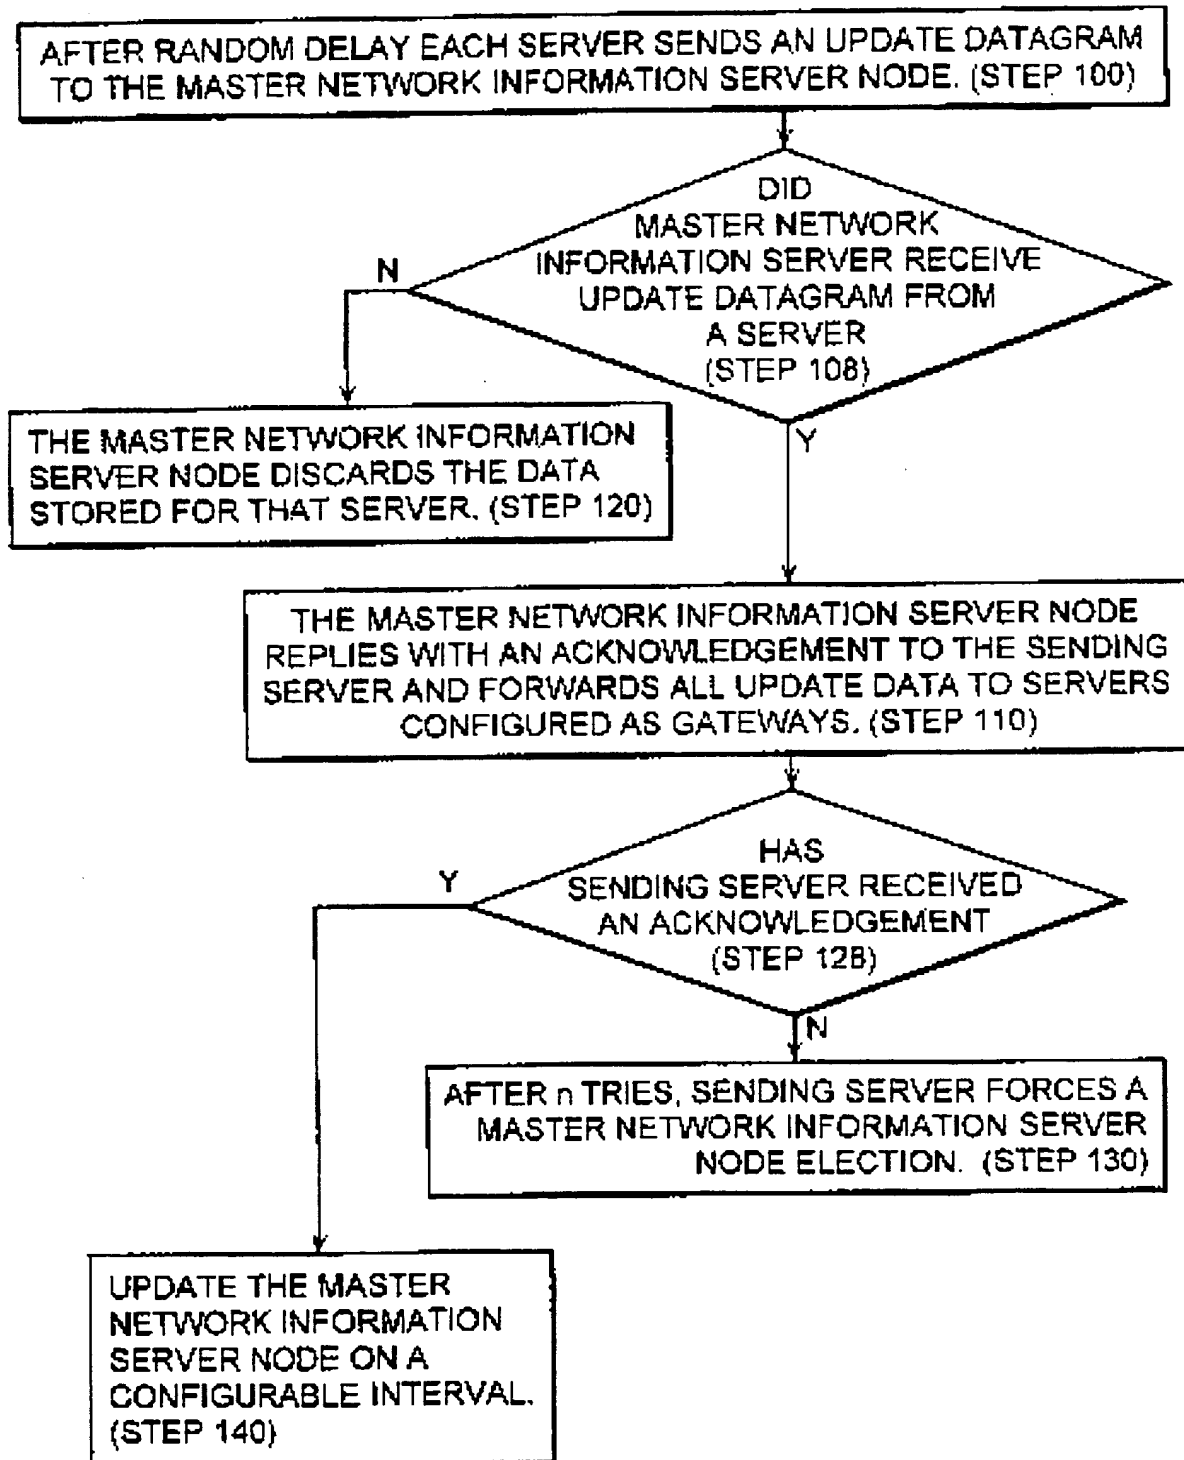 AFTER RANDOM DELAY EACH SERVER SENDS AN UPDATE DATAGRAM
TO THE MASTER NETWORK INFORMATION SERVER NODE. (STEP 100)
DID
MASTER NETWORK
INFORMATION SERVER RECEIVE
UPDATE DATAGRAM FROM
A SERVER
(STEP 108)
N
Y
THE MASTER NETWORK INFORMATION
SERVER NODE DISCARDS THE DATA
STORED FOR THAT SERVER. (STEP 120)
THE MASTER NETWORK INFORMATION SERVER NODE
REPLIES WITH AN ACKNOWLEDGEMENT TO THE SENDING
SERVER AND FORWARDS ALL UPDATE DATA TO SERVERS
CONFIGURED AS GATEWAYS. (STEP 110)
HAS
SENDING SERVER RECEIVED
AN ACKNOWLEDGEMENT
(STEP 128)
Y
N
AFTER n TRIES, SENDING SERVER FORCES A
MASTER NETWORK INFORMATION SERVER
NODE ELECTION. (STEP 130)
UPDATE THE MASTER
NETWORK INFORMATION
SERVER NODE ON A
CONFIGURABLE INTERVAL.
(STEP 140)